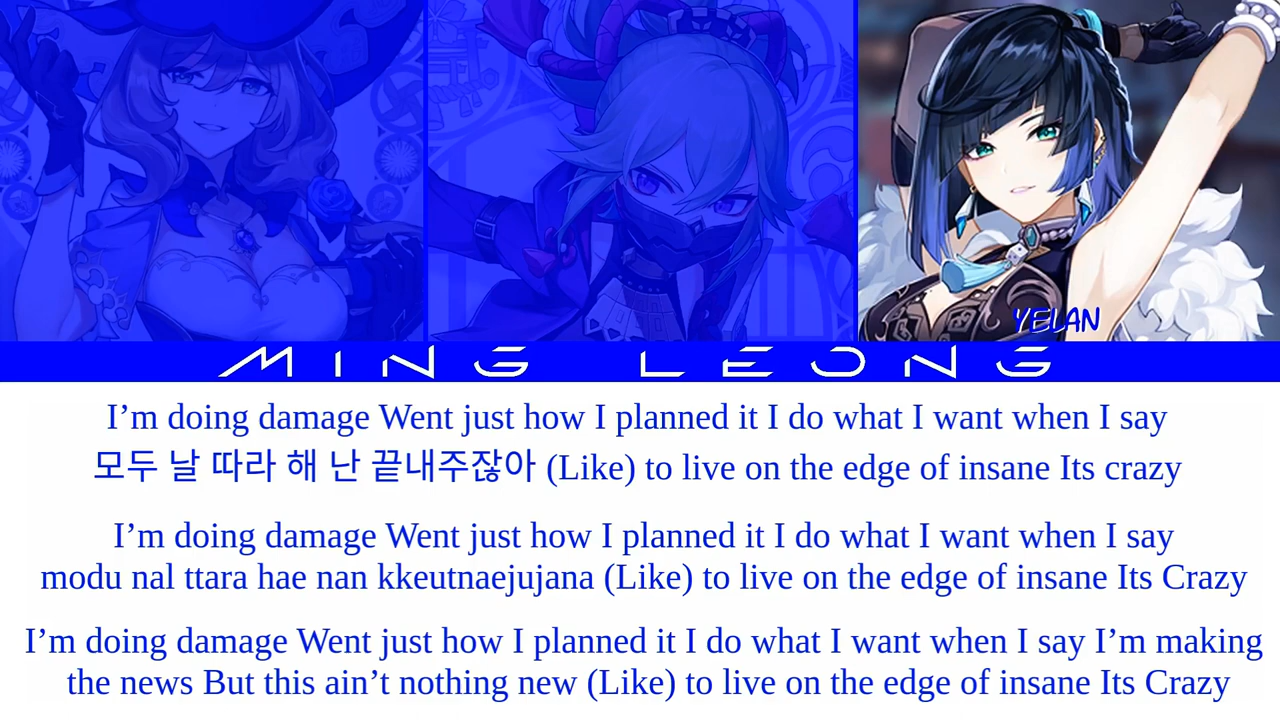 YELAN
MING LEONG
I’m doing damage Went just how I planned it I do what I want when I say
모두 날 따라 해 난 끝내주잖아 (Like) to live on the edge of insane Its crazy
I’m doing damage Went just how I planned it I do what I want when I say
modu nal ttara hae nan kkeutnaejujana (Like) to live on the edge of insane Its Crazy
I’m doing damage Went just how I planned it I do what I want when I say I’m making
the news But this ain’t nothing new (Like) to live on the edge of insane Its Crazy